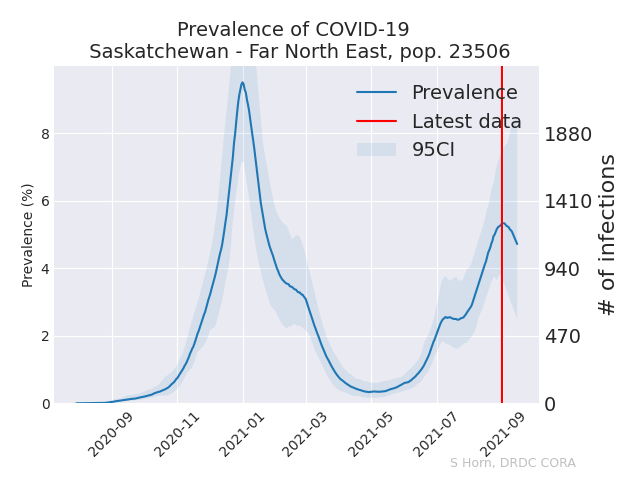 Prevalence of COVID-19
Saskatchewan - Far North East, pop. 23506
Prevalence
Latest data
95CI
Prevalence (%)
8
6
4
2
0
1880
1410
940
470
0
# of infections
2020-09
2020-11
2021-01
2021-03
2021-05
2021-07
2021-09
S Horn, DRDC CORA